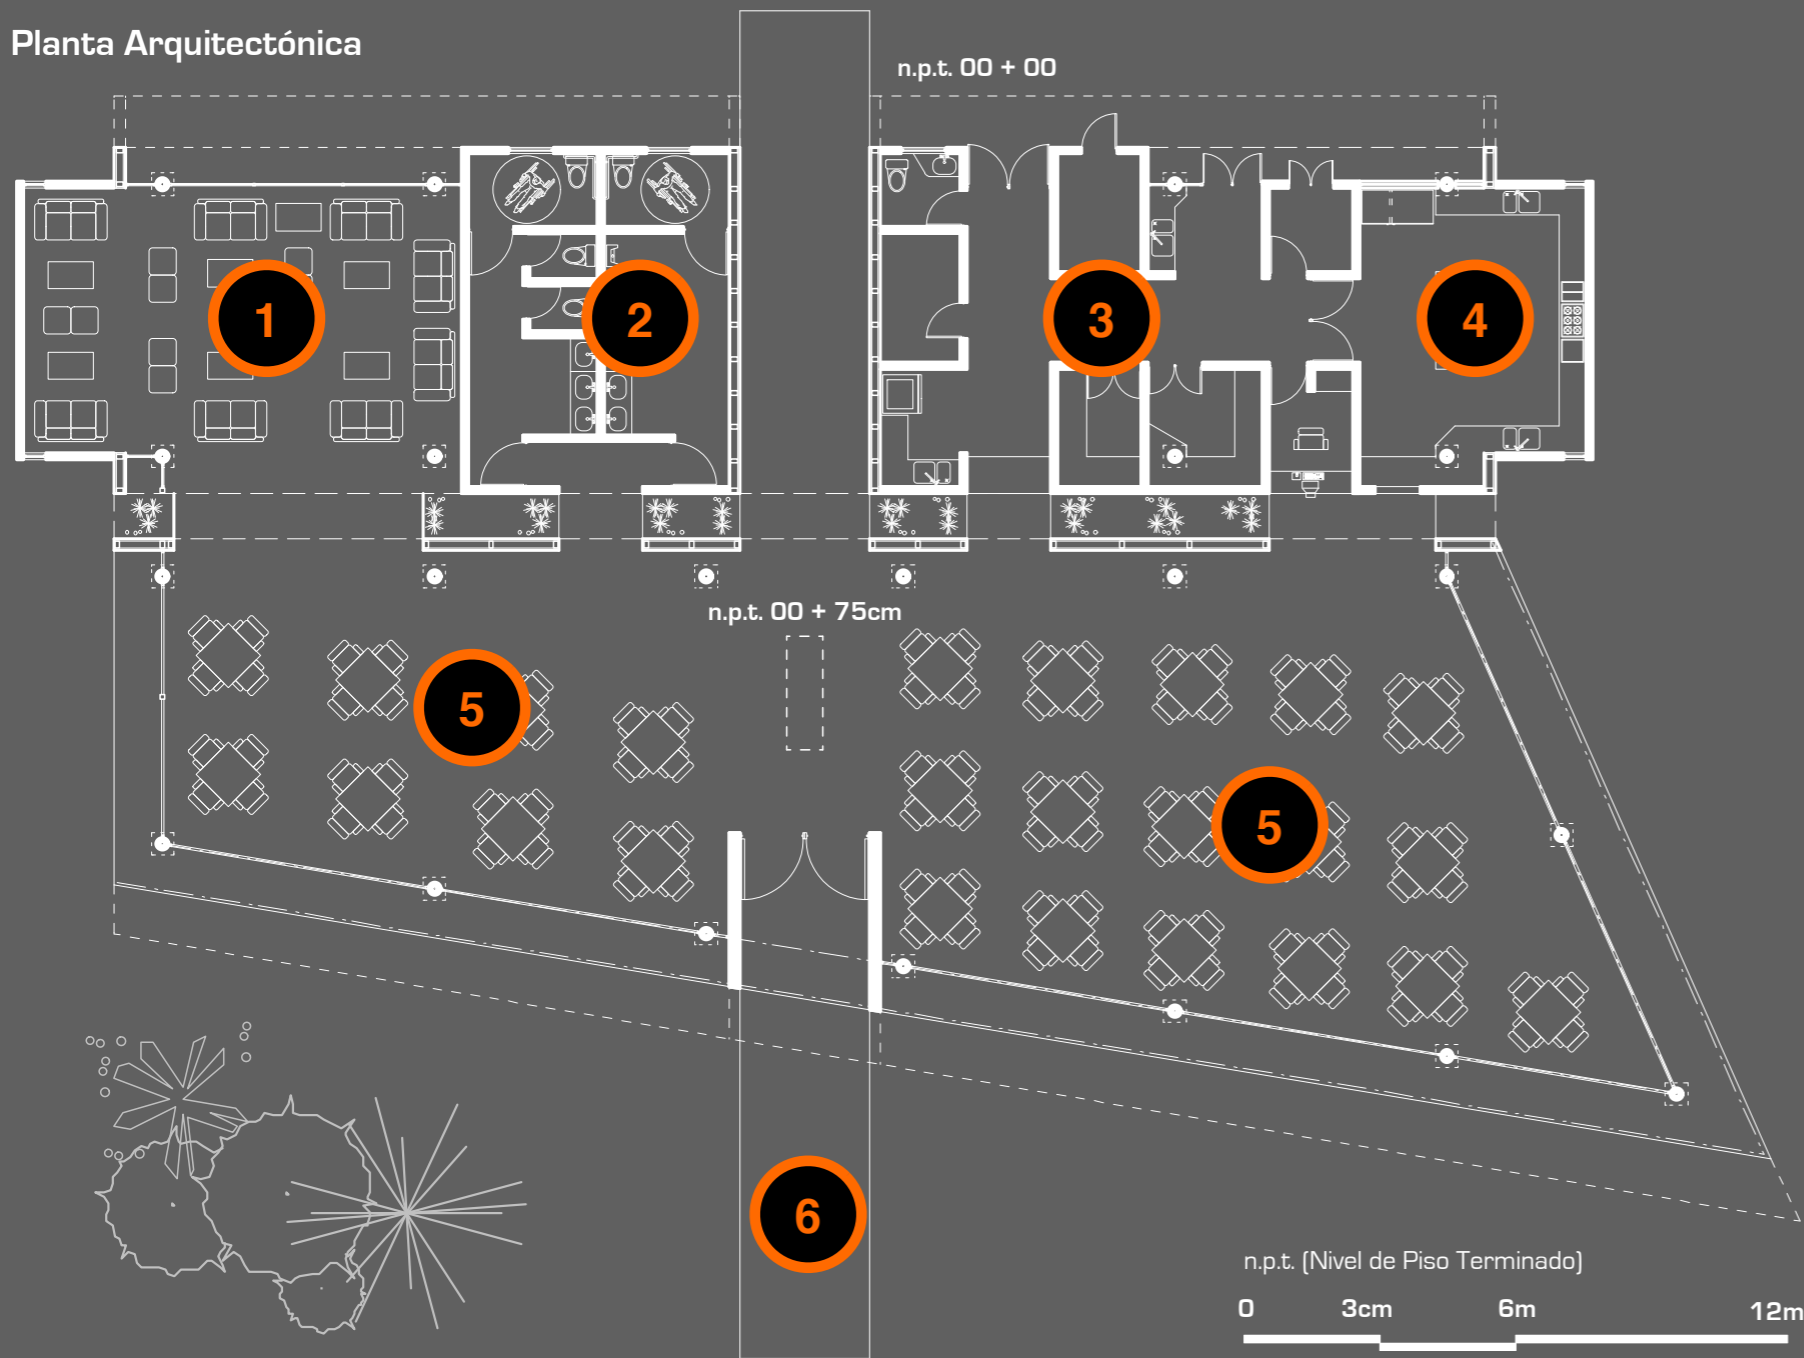 Planta Arquitectónica
n.p.t. 00 + 00
1
2
3
4
n.p.t. 00 + 75cm
5
5
6
n.p.t. (Nivel de Piso Terminado)
0 3cm 6m 12m